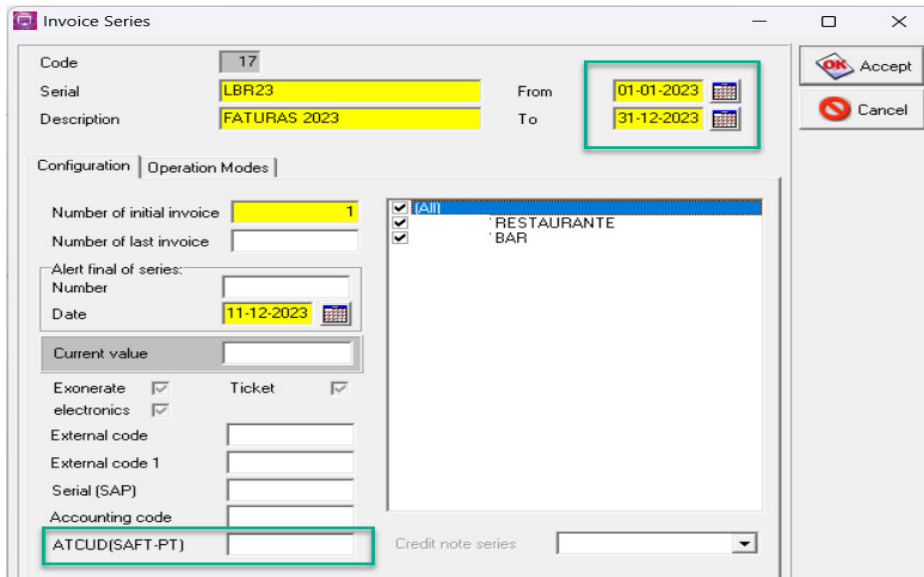 Invoice Series
Code 17
Serial LBR23 From 01-01-2023
Description FATURAS 2023 To 31-12-2023
OK Accept
Cancel
Configuration Operation Modes
Number of initial invoice 1
Number of last invoice
Alert final of series:
Number
Date 11-12-2023
Current value
Exonerate Ticket
electronics
External code
External code 1
Serial (SAP)
Accounting code
ATCUD(SAFT-PT)
(All)
RESTAURANTE
BAR
Credit note series